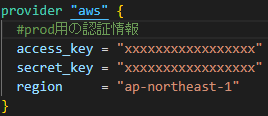 provider "aws" {
  #prod用の認証情報
  access_key = "xxxxxxxxxxxxxxxxx"
  secret_key = "xxxxxxxxxxxxxxxxx"
  region     = "ap-northeast-1"
}